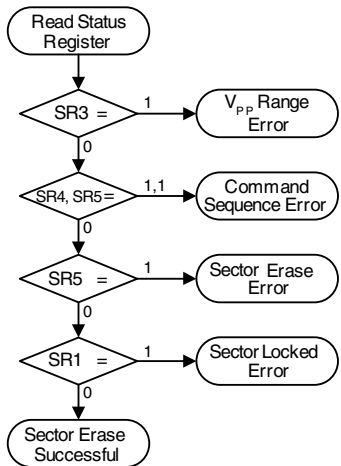 Read Status
Register
SR3 =
1
V_PP Range
Error
0
SR4, SR5=
1,1
Command
Sequence Error
0
SR5 =
1
Sector Erase
Error
0
SR1 =
1
Sector Locked
Error
0
Sector Erase
Successful